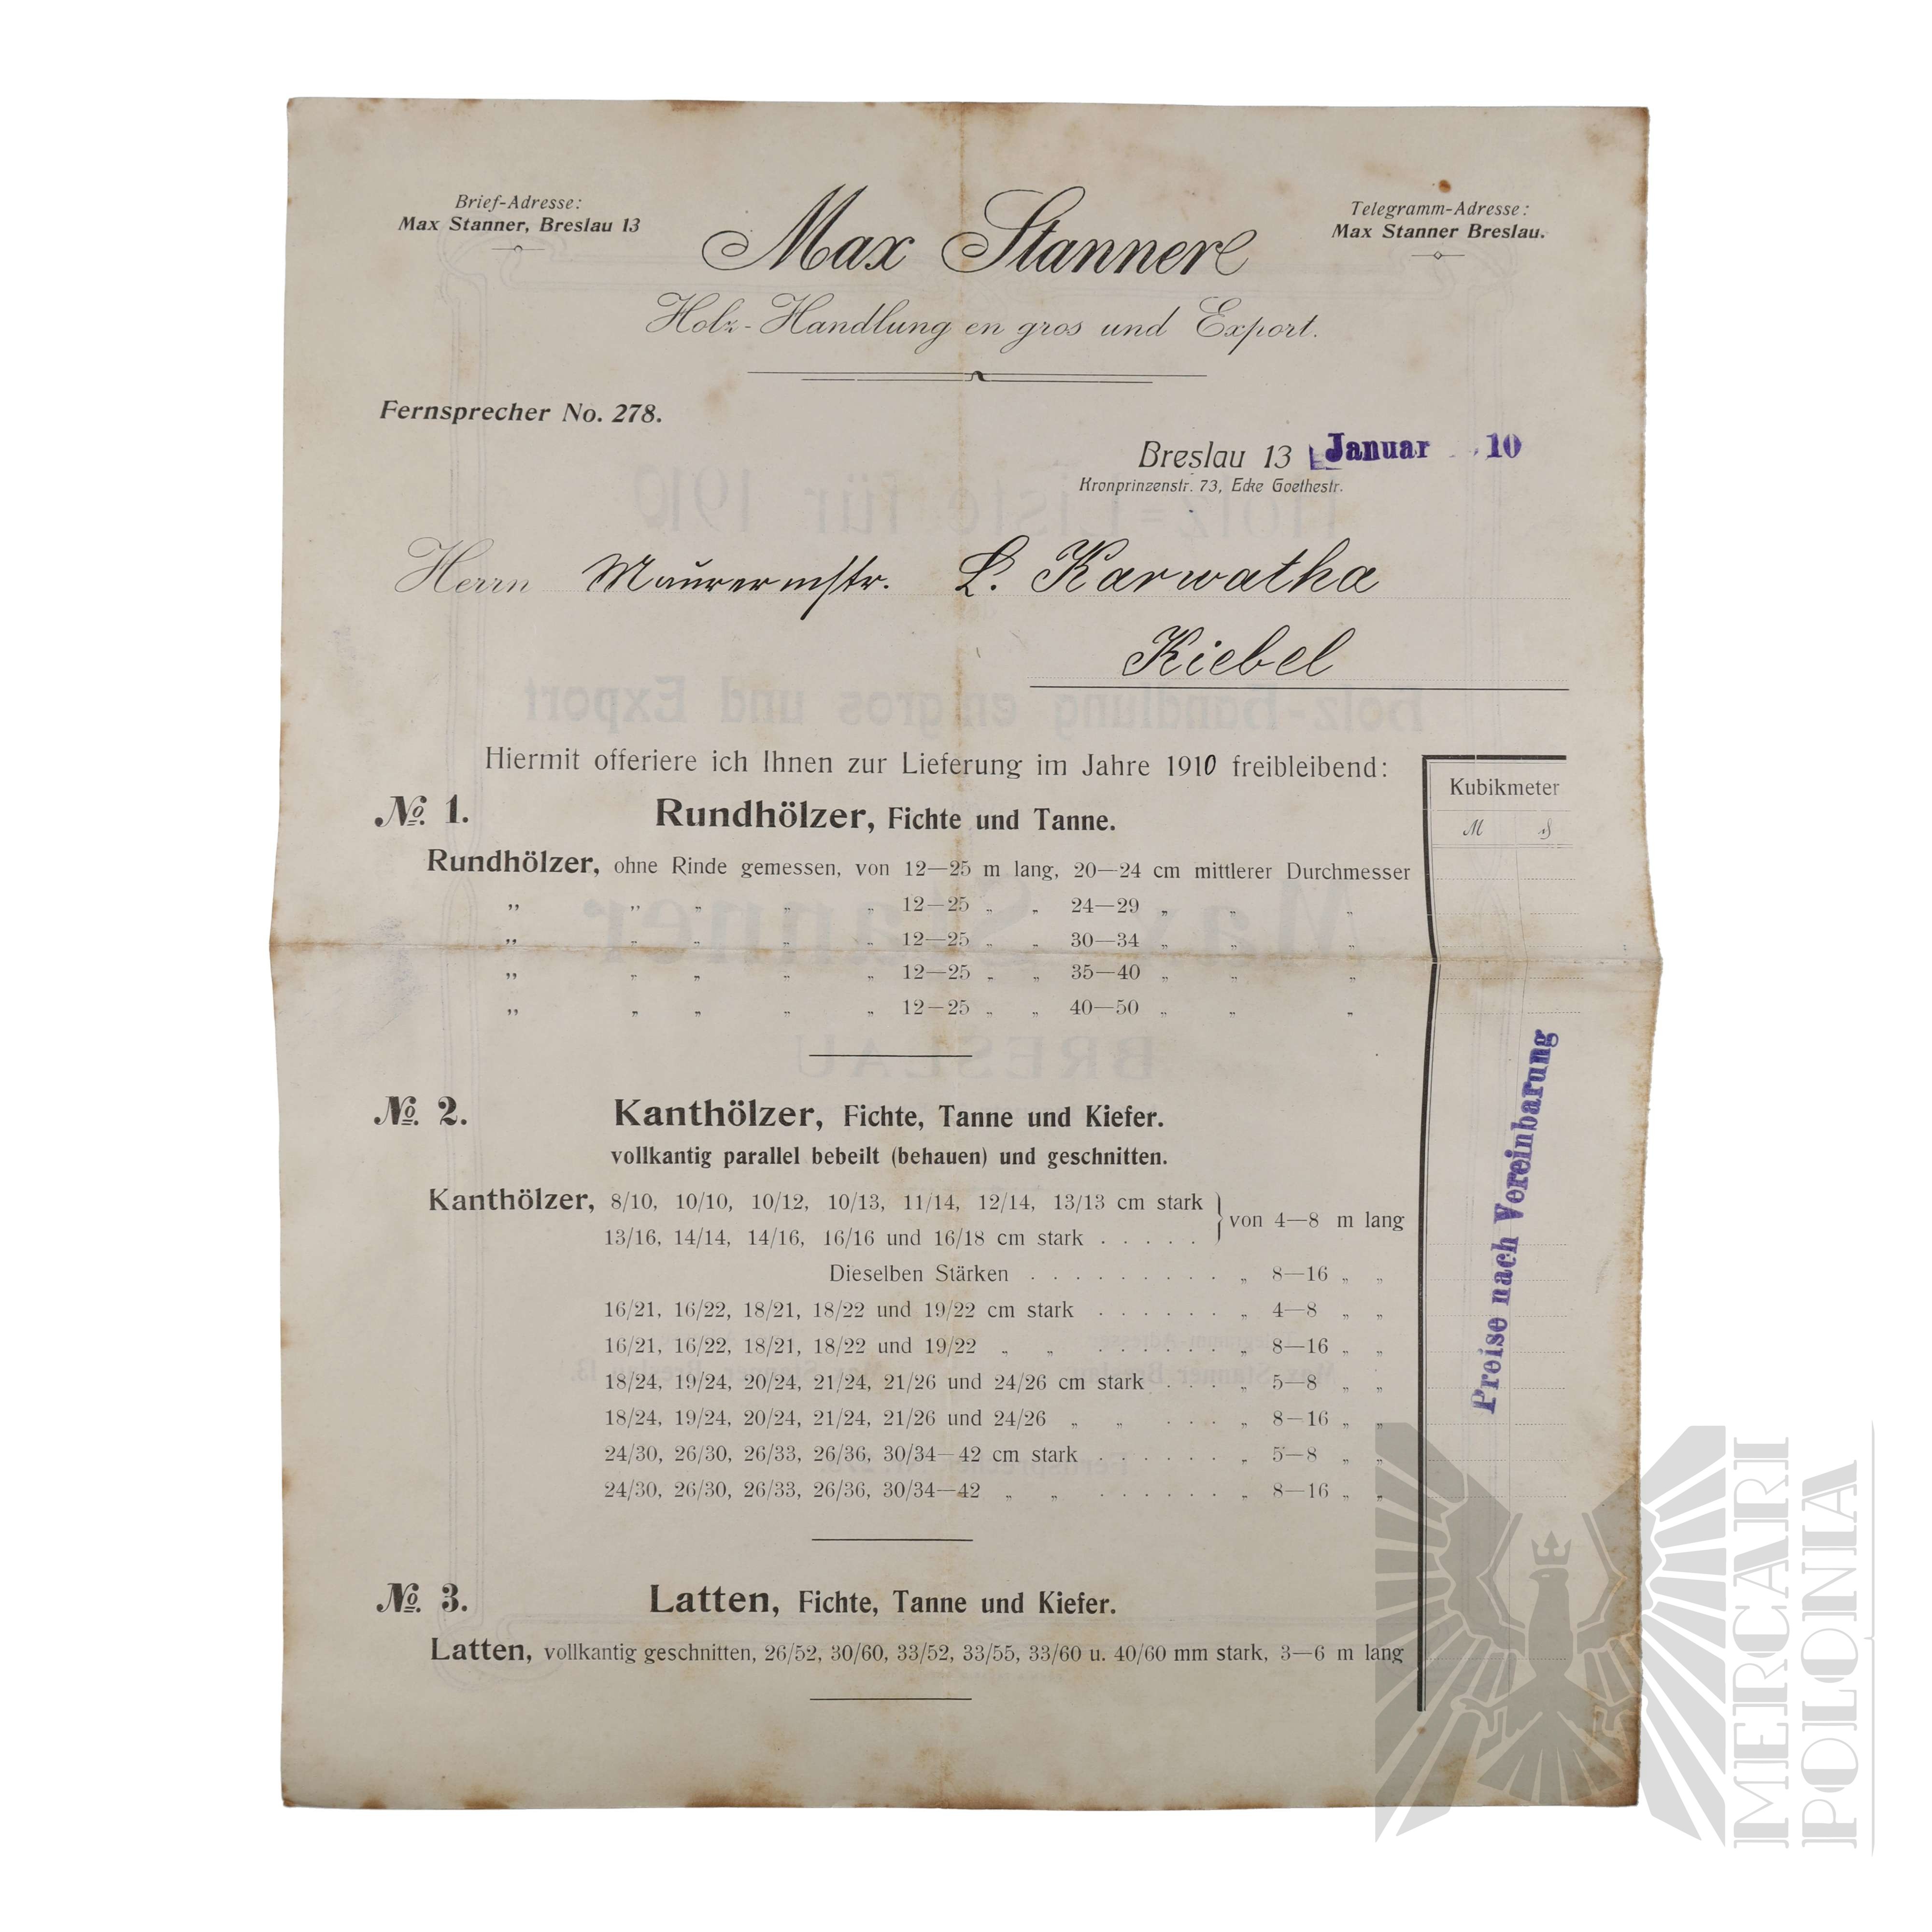 Brief-Adresse:
Max Stanner, Breslau 13
Telegramm-Adresse:
Max Stanner Breslau.
Max Stanner
Holz-Handlung en gros und Export.
Fernsprecher No. 278.
Breslau 13 Januar 10
Kronprinzenstr. 73, Ecke Goethestr.
Herrn Maurermstr. L. Karwatha
Kiebel
Hiermit offeriere ich Ihnen zur Lieferung im Jahre 1910 freibleibend:
Kubikmeter
M ₰
No. 1. Rundhölzer, Fichte und Tanne.
Rundhölzer, ohne Rinde gemessen, von 12—25 m lang, 20—24 cm mittlerer Durchmesser
„ „ „ „ „ 12—25 „ „ 24—29 „ „ „
„ „ „ „ „ 12—25 „ „ 30—34 „ „ „
„ „ „ „ „ 12—25 „ „ 35—40 „ „ „
„ „ „ „ „ 12—25 „ „ 40—50 „ „ „
No. 2. Kanthölzer, Fichte, Tanne und Kiefer.
vollkantig parallel bebeilt (behauen) und geschnitten.
Kanthölzer, 8/10, 10/10, 10/12, 10/13, 11/14, 12/14, 13/13 cm stark
13/16, 14/14, 14/16, 16/16 und 16/18 cm stark . . . . . } von 4—8 m lang
Dieselben Stärken . . . . . . . . . „ 8—16 „ „
16/21, 16/22, 18/21, 18/22 und 19/22 cm stark . . . . . . „ 4—8 „ „
16/21, 16/22, 18/21, 18/22 und 19/22 „ „ . . . . . . „ 8—16 „ „
18/24, 19/24, 20/24, 21/24, 21/26 und 24/26 cm stark . . . „ 5—8 „ „
18/24, 19/24, 20/24, 21/24, 21/26 und 24/26 „ „ . . . „ 8—16 „ „
24/30, 26/30, 26/33, 26/36, 30/34—42 cm stark . . . . . . „ 5—8 „ „
24/30, 26/30, 26/33, 26/36, 30/34—42 „ „ . . . . . . „ 8—16 „ „
Preise nach Vereinbarung
No. 3. Latten, Fichte, Tanne und Kiefer.
Latten, vollkantig geschnitten, 26/52, 30/60, 33/52, 33/55, 33/60 u. 40/60 mm stark, 3—6 m lang
MERCARI
POLONIA